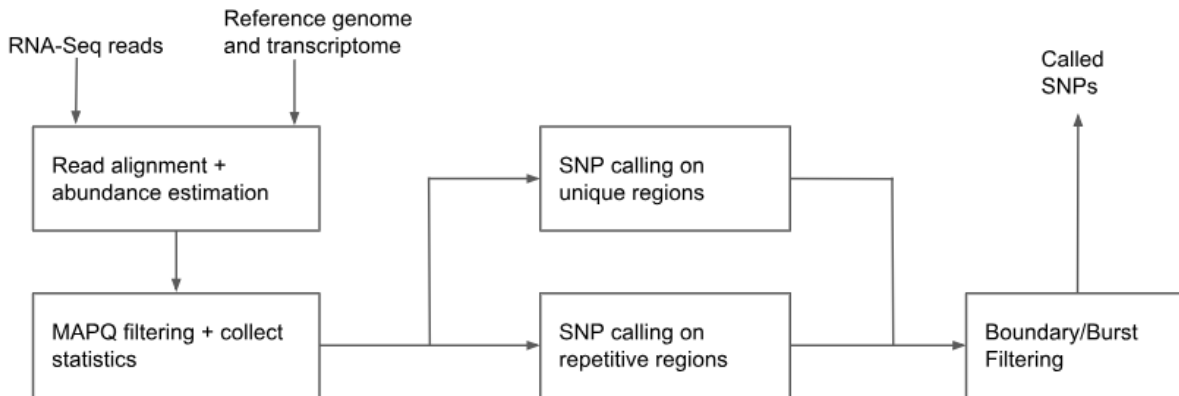 RNA-Seq reads
Reference genome
and transcriptome
Read alignment +
abundance estimation
MAPQ filtering + collect
statistics
SNP calling on
unique regions
SNP calling on
repetitive regions
Boundary/Burst
Filtering
Called
SNPs